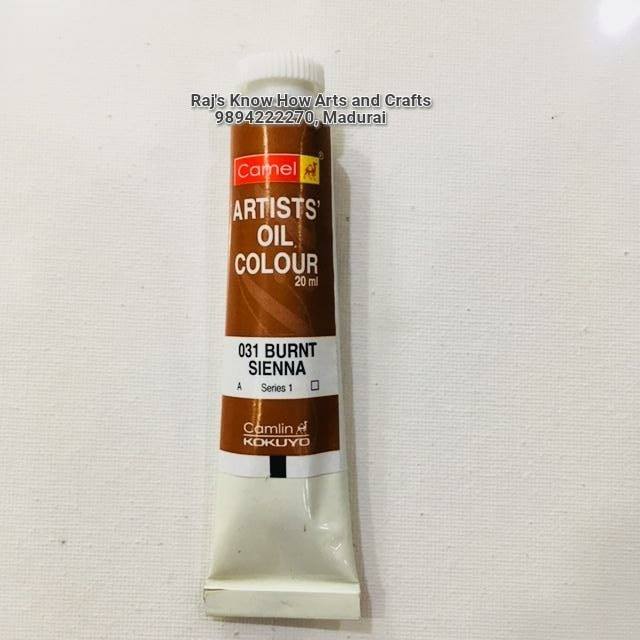 Raj's Know How Arts and Crafts
9894222270, Madurai
Camel
®
ARTISTS'
OIL
COLOUR
20 ml
031 BURNT
SIENNA
A Series 1
Camlin
KOKUYO